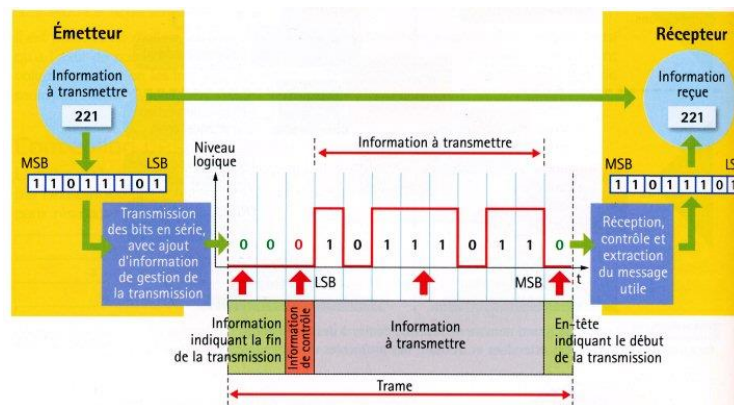 Émetteur
Information
à transmettre
221
MSB LSB
1 1 0 1 1 1 0 1
Transmission
des bits en série,
avec ajout
d'information
de gestion de
la transmission
Niveau
logique
Information à transmettre
0 0 0 1 0 1 1 1 0 1 1 0
LSB MSB t
Information
indiquant la fin
de la transmission
Information
de contrôle
Information
à transmettre
En-tête
indiquant le début
de la transmission
Trame
Récepteur
Information
reçue
221
MSB LS
1 1 0 1 1 1 0 1
Réception,
contrôle et
extraction
du message
utile